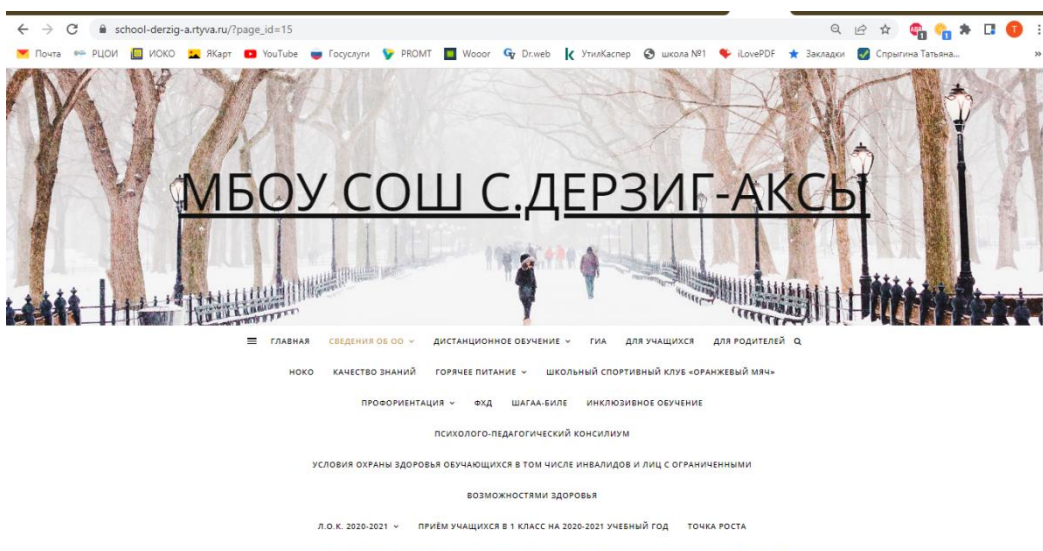 school-derzig-a.rtyva.ru/?page_id=15
Почта РЦОИ ИОКО ЯКарт YouTube Госуслуги PROMT Wooor Dr.web УтилКаспер школа №1 iLovePDF Закладки Спрыгина Татьяна... »
МБОУ СОШ С.ДЕРЗИГ-АКСЫ
ГЛАВНАЯ СВЕДЕНИЯ ОБ ОО ДИСТАНЦИОННОЕ ОБУЧЕНИЕ ГИА ДЛЯ УЧАЩИХСЯ ДЛЯ РОДИТЕЛЕЙ
НОКО КАЧЕСТВО ЗНАНИЙ ГОРЯЧЕЕ ПИТАНИЕ ШКОЛЬНЫЙ СПОРТИВНЫЙ КЛУБ «ОРАНЖЕВЫЙ МЯЧ»
ПРОФОРИЕНТАЦИЯ ФХД ШАГАА-БИЛЕ ИНКЛЮЗИВНОЕ ОБУЧЕНИЕ
ПСИХОЛОГО-ПЕДАГОГИЧЕСКИЙ КОНСИЛИУМ
УСЛОВИЯ ОХРАНЫ ЗДОРОВЬЯ ОБУЧАЮЩИХСЯ В ТОМ ЧИСЛЕ ИНВАЛИДОВ И ЛИЦ С ОГРАНИЧЕННЫМИ
ВОЗМОЖНОСТЯМИ ЗДОРОВЬЯ
Л.О.К. 2020-2021 ПРИЁМ УЧАЩИХСЯ В 1 КЛАСС НА 2020-2021 УЧЕБНЫЙ ГОД ТОЧКА РОСТА